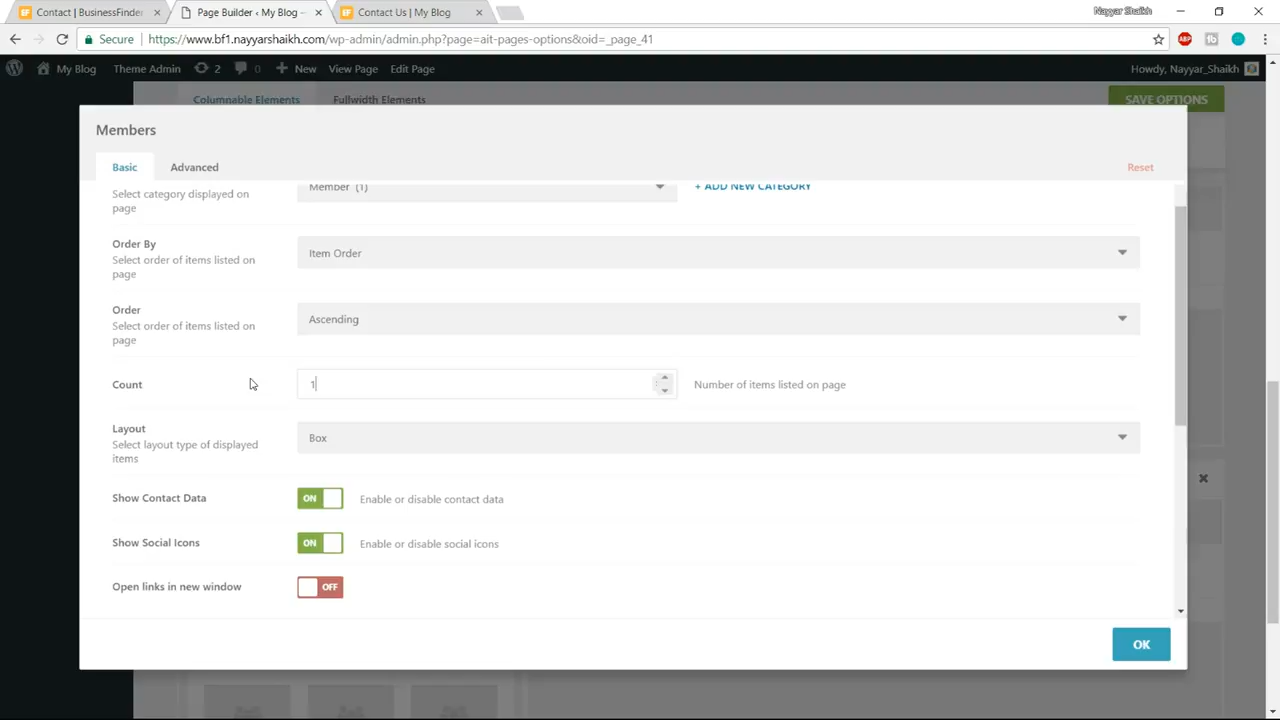 Contact | BusinessFinder
Page Builder ‹ My Blog —
Contact Us | My Blog
Nayyar Shaikh
Secure
https://www.bf1.nayyarshaikh.com/wp-admin/admin.php?page=ait-pages-options&oid=_page_41
ABP
My Blog
Theme Admin
2
0
New
View Page
Edit Page
Howdy, Nayyar_Shaikh
Columnable Elements
Fullwidth Elements
SAVE OPTIONS
Members
Basic
Advanced
Reset
Select category displayed on
page
Member (1)
+ ADD NEW CATEGORY
Order By
Select order of items listed on
page
Item Order
Order
Select order of items listed on
page
Ascending
Count
1
Number of items listed on page
Layout
Select layout type of displayed
items
Box
Show Contact Data
ON
Enable or disable contact data
Show Social Icons
ON
Enable or disable social icons
Open links in new window
OFF
OK